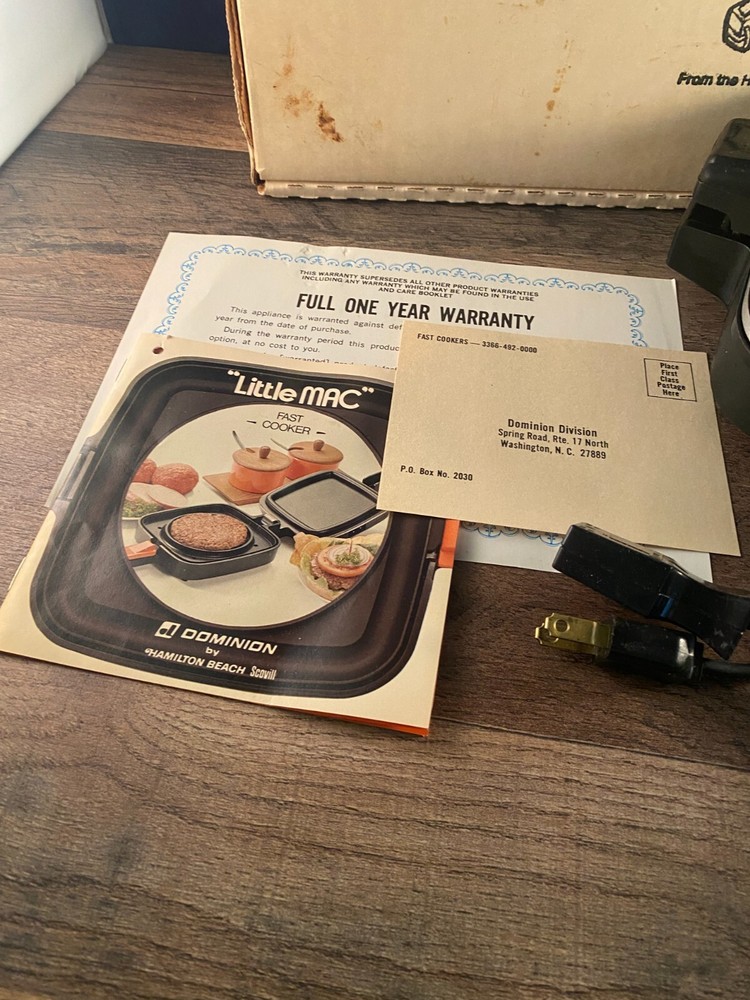 From the H
THIS WARRANTY SUPERSEDES ALL OTHER PRODUCT WARRANTIES
INCLUDING ANY WARRANTY WHICH MAY BE FOUND IN THE USE
AND CARE BOOKLET
FULL ONE YEAR WARRANTY
This appliance is warranted against
year from the date of purchase.
During the warranty period this
option, at no cost to you.
FAST COOKERS — 3366-492-0000
Place
First
Class
Postage
Here
Dominion Division
Spring Road, Rte. 17 North
Washington, N. C. 27889
P.O. Box No. 2030
"Little MAC"
FAST
COOKER
DOMINION
by
HAMILTON BEACH Scovill